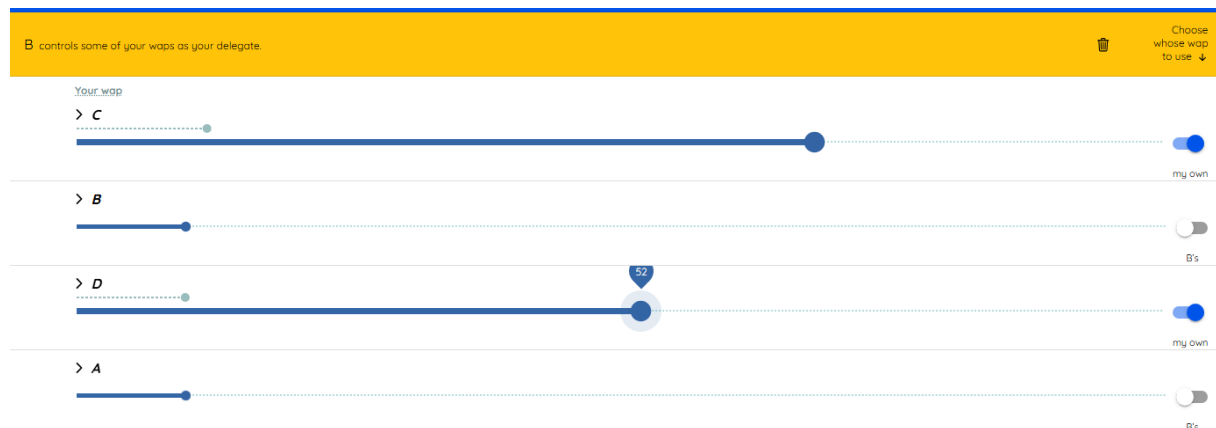 B controls some of your waps as your delegate.
Choose
whose wap
to use ↓
Your wap
C
my own
B
B's
52
D
my own
A
B's